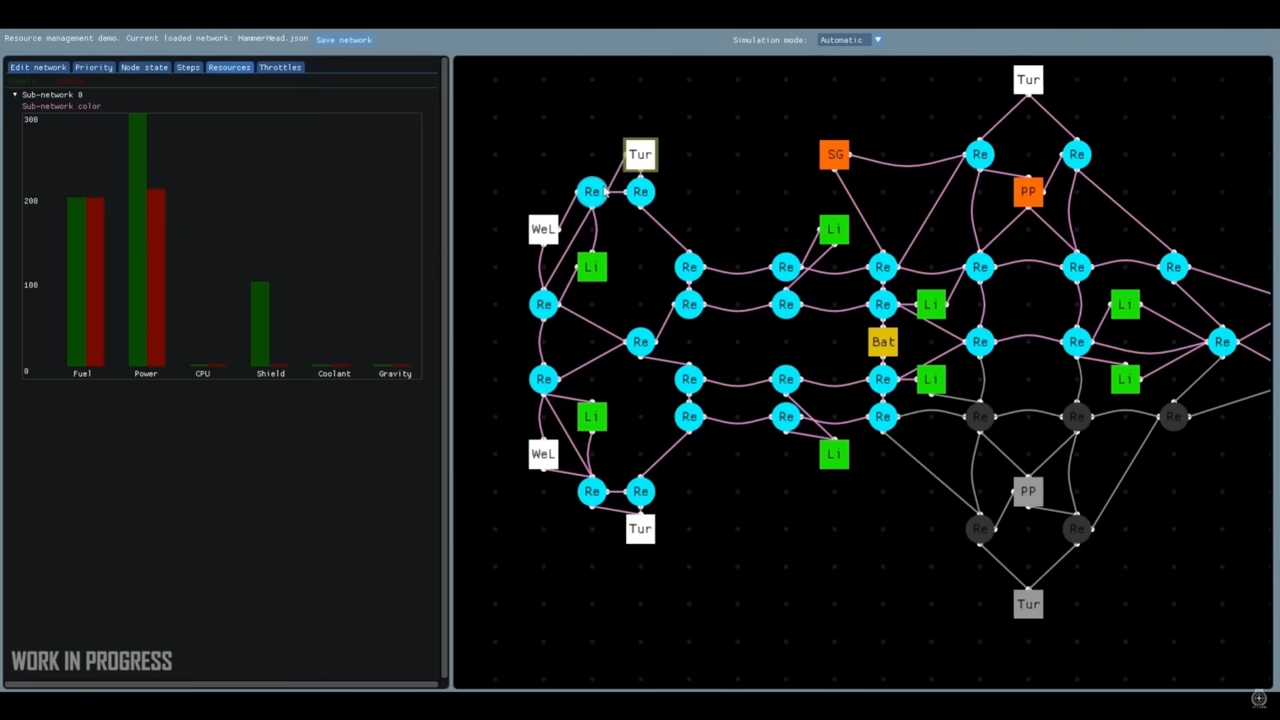 Resource management demo. Current loaded network: HammerHead.json Save network Simulation mode: Automatic
Edit network Priority Node state Steps Resources Throttles
Sub-network 0
Sub-network color
300
200
100
0
Fuel Power CPU Shield Coolant Gravity
WORK IN PROGRESS
Tur
Tur SG Re Re
Re Re PP
WeL Li
Li Re Re Re Re Re Re
Re Re Re Re Li Li
Re Bat Re Re Re
Re Re Re Re Li Li
Li Re Re Re Re Re Re
WeL Li
Re Re PP
Tur Re Re
Tur